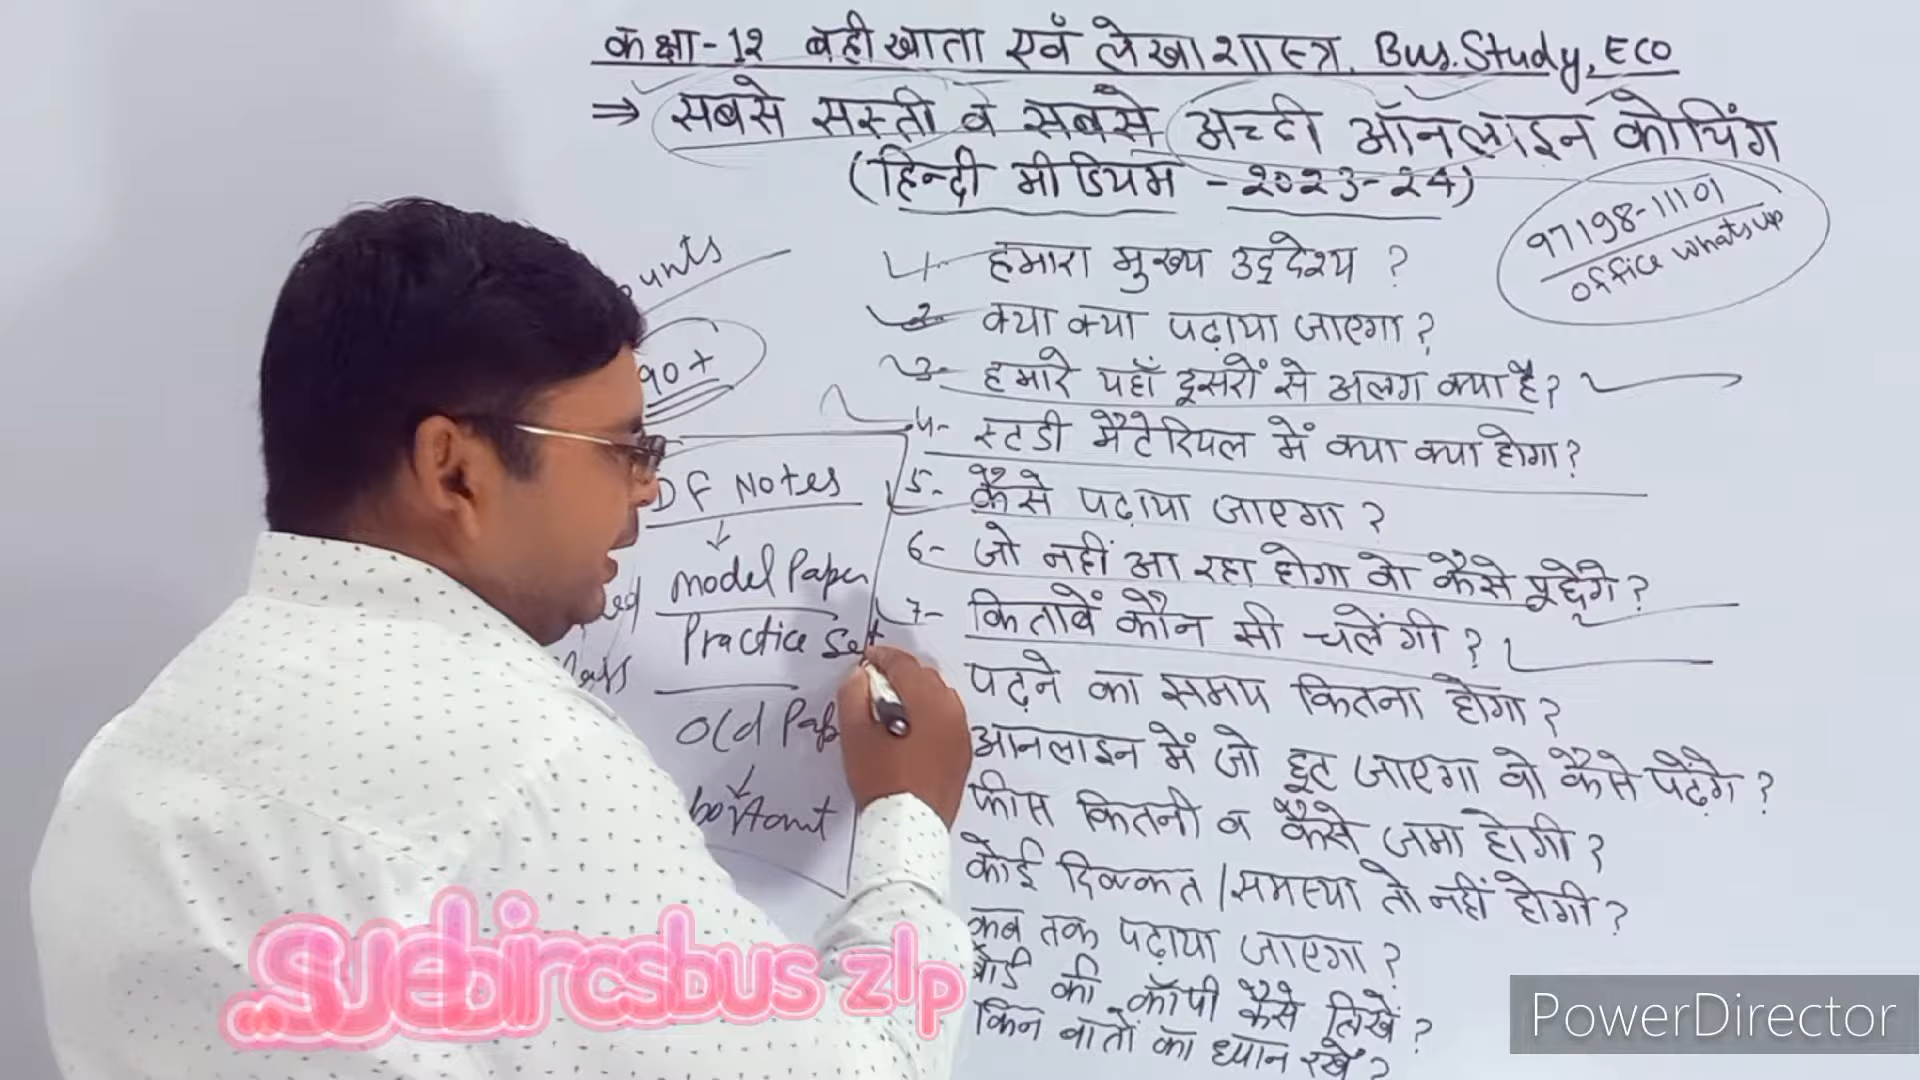 कक्षा-12 बहीखाता एवं लेखाशास्त्र, Bus.Study, ECO
⇒ सबसे सस्ती व सबसे अच्छी ऑनलाइन कोचिंग
(हिन्दी मीडियम - 2023-24)
97198-11101
office whatsup
1- हमारा मुख्य उद्देश्य ?
2- क्या क्या पढ़ाया जाएगा ?
3- हमारे यहाँ दूसरों से अलग क्या है?
4- स्टडी मैटेरियल में क्या क्या होगा?
5- कैसे पढ़ाया जाएगा ?
6- जो नहीं आ रहा होगा वो कैसे पूछेंगे ?
7- किताबें कौन सी चलेंगी ?
पढ़ने का समय कितना होगा ?
ऑनलाइन में जो छूट जाएगा वो कैसे पढ़ेंगे ?
फीस कितनी व कैसे जमा होगी ?
कोई दिक्कत / समस्या तो नहीं होगी ?
कब तक पढ़ाया जाएगा ?
बोर्ड की कॉपी कैसे लिखें ?
किन बातों का ध्यान रखें ?
unts
90+
DF Notes
Model Paper
Practice Set
Old Pap
suebircsbus zlp
PowerDirector